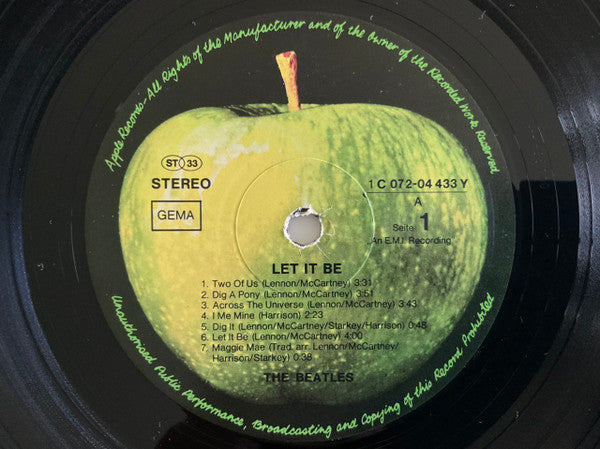 Apple Records-All Rights of the Manufacturer and of the Owner of the Recorded Work Reserved
ST 33
STEREO
GEMA
1 C 072-04 433 Y
A
Seite 1
An E.M.I. Recording
LET IT BE
1. Two Of Us (Lennon/McCartney) 3:31
2. Dig A Pony (Lennon/McCartney) 3:51
3. Across The Universe (Lennon/McCartney) 3:43
4. I Me Mine (Harrison) 2:23
5. Dig It (Lennon/McCartney/Starkey/Harrison) 0:48
6. Let It Be (Lennon/McCartney) 4:00
7. Maggie Mae (Trad. arr. Lennon/McCartney/
Harrison/Starkey) 0:38
THE BEATLES
Unauthorised Public Performance, Broadcasting and Copying of this Record Prohibited